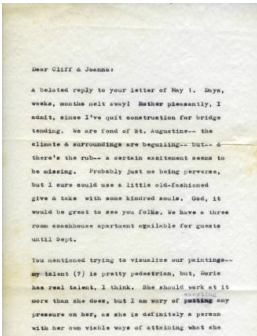 Dear Cliff & Joanna:
A belated reply to your letter of May 1. Days,
weeks, months melt away! Rather pleasantly, I
admit, since I've quit construction for bridge
tending. We are fond of St. Augustine-- the
climate & surroundings are beguiling-- but-- &
there's the rub-- a certain excitement seems to
be missing. Probably just me being perverse,
but I sure could use a little old-fashioned
give & take with some kindred souls. God, it
would be great to see you folks. We have a three
room coachhouse apartment available for guests
until Sept.
You mentioned trying to visualize our paintings--
my talent (?) is pretty pedestrian, but, Doris
has real talent, I think. She should work at it
more than she does, but I am wary of exerting any
pressure on her, as she is definitely a person
with her own viable ways of attaining what she